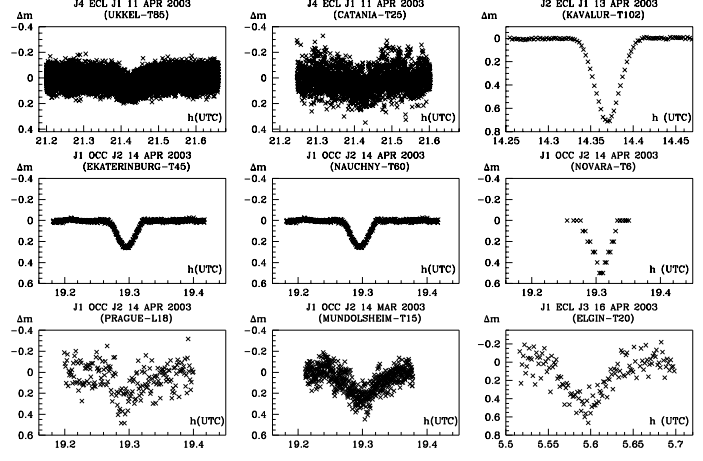 J4 ECL J1 11 APR 2003
(UKKEL-T85)
Δm
-0.4
-0.2
0
0.2
0.4
h(UTC)
21.2 21.3 21.4 21.5 21.6
J4 ECL J1 11 APR 2003
(CATANIA-T25)
Δm
-0.4
-0.2
0
0.2
0.4
h(UTC)
21.2 21.3 21.4 21.5 21.6
J2 ECL J1 13 APR 2003
(KAVALUR-T102)
Δm
0
0.2
0.4
0.6
0.8
h (UTC)
14.25 14.3 14.35 14.4 14.45
J1 OCC J2 14 APR 2003
(EKATERINBURG-T45)
Δm
-0.4
-0.2
0
0.2
0.4
0.6
h(UTC)
19.2 19.3 19.4
J1 OCC J2 14 APR 2003
(NAUCHNY-T60)
Δm
-0.4
-0.2
0
0.2
0.4
0.6
h(UTC)
19.2 19.3 19.4
J1 OCC J2 14 APR 2003
(NOVARA-T6)
Δm
-0.4
-0.2
0
0.2
0.4
0.6
h (UTC)
19.2 19.3 19.4
J1 OCC J2 14 APR 2003
(PRAGUE-L18)
Δm
-0.4
-0.2
0
0.2
0.4
0.6
h(UTC)
19.2 19.3 19.4
J1 OCC J2 14 MAR 2003
(MUNDOLSHEIM-T15)
Δm
-0.4
-0.2
0
0.2
0.4
0.6
h(UTC)
19.2 19.3 19.4
J1 ECL J3 16 APR 2003
(ELGIN-T20)
Δm
-0.2
0
0.2
0.4
0.6
0.8
h (UTC)
5.5 5.55 5.6 5.65 5.7